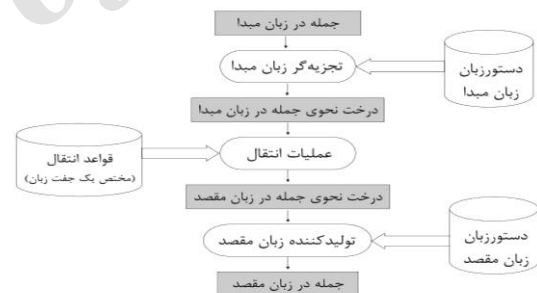 جمله در زبان مبدا
تجزیه‌گر زبان مبدا
دستورزبان
زبان مبدا
درخت نحوی جمله در زبان مبدا
قواعد انتقال
(مختص یک جفت زبان)
عملیات انتقال
درخت نحوی جمله در زبان مقصد
تولیدکننده زبان مقصد
دستورزبان
زبان مقصد
جمله در زبان مقصد